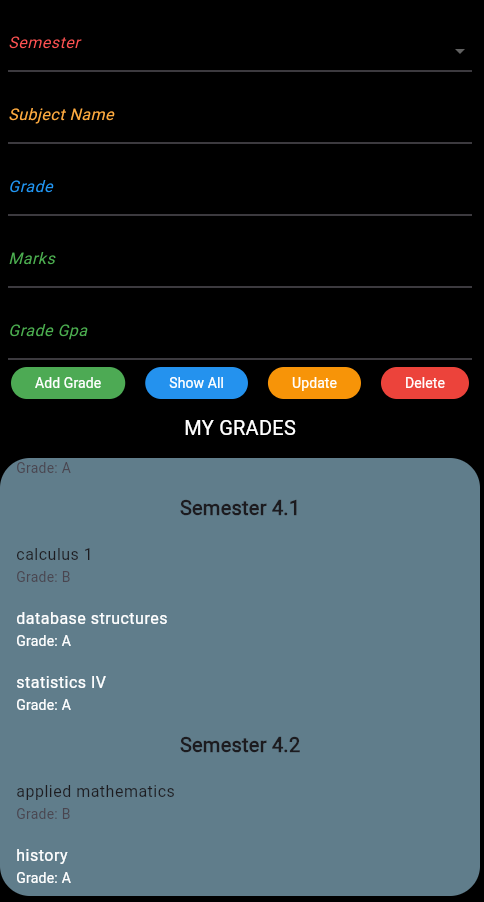 Semester
Subject Name
Grade
Marks
Grade Gpa
Add Grade Show All Update Delete
MY GRADES
Grade: A
Semester 4.1
calculus 1
Grade: B
database structures
Grade: A
statistics IV
Grade: A
Semester 4.2
applied mathematics
Grade: B
history
Grade: A